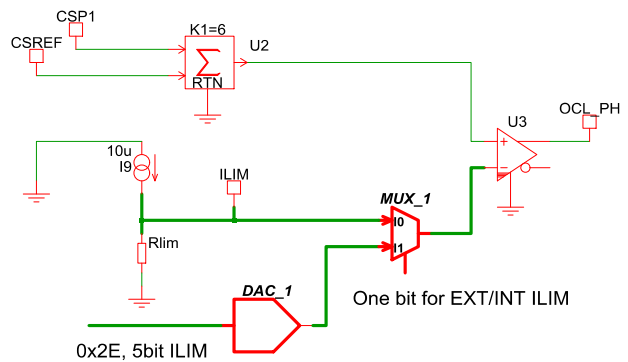 CSP1
K1=6
CSREF
U2
Σ
RTN
U3
OCL_PH
+
−
10u
I9
ILIM
MUX_1
I0
I1
Rlim
DAC_1
One bit for EXT/INT ILIM
0x2E, 5bit ILIM